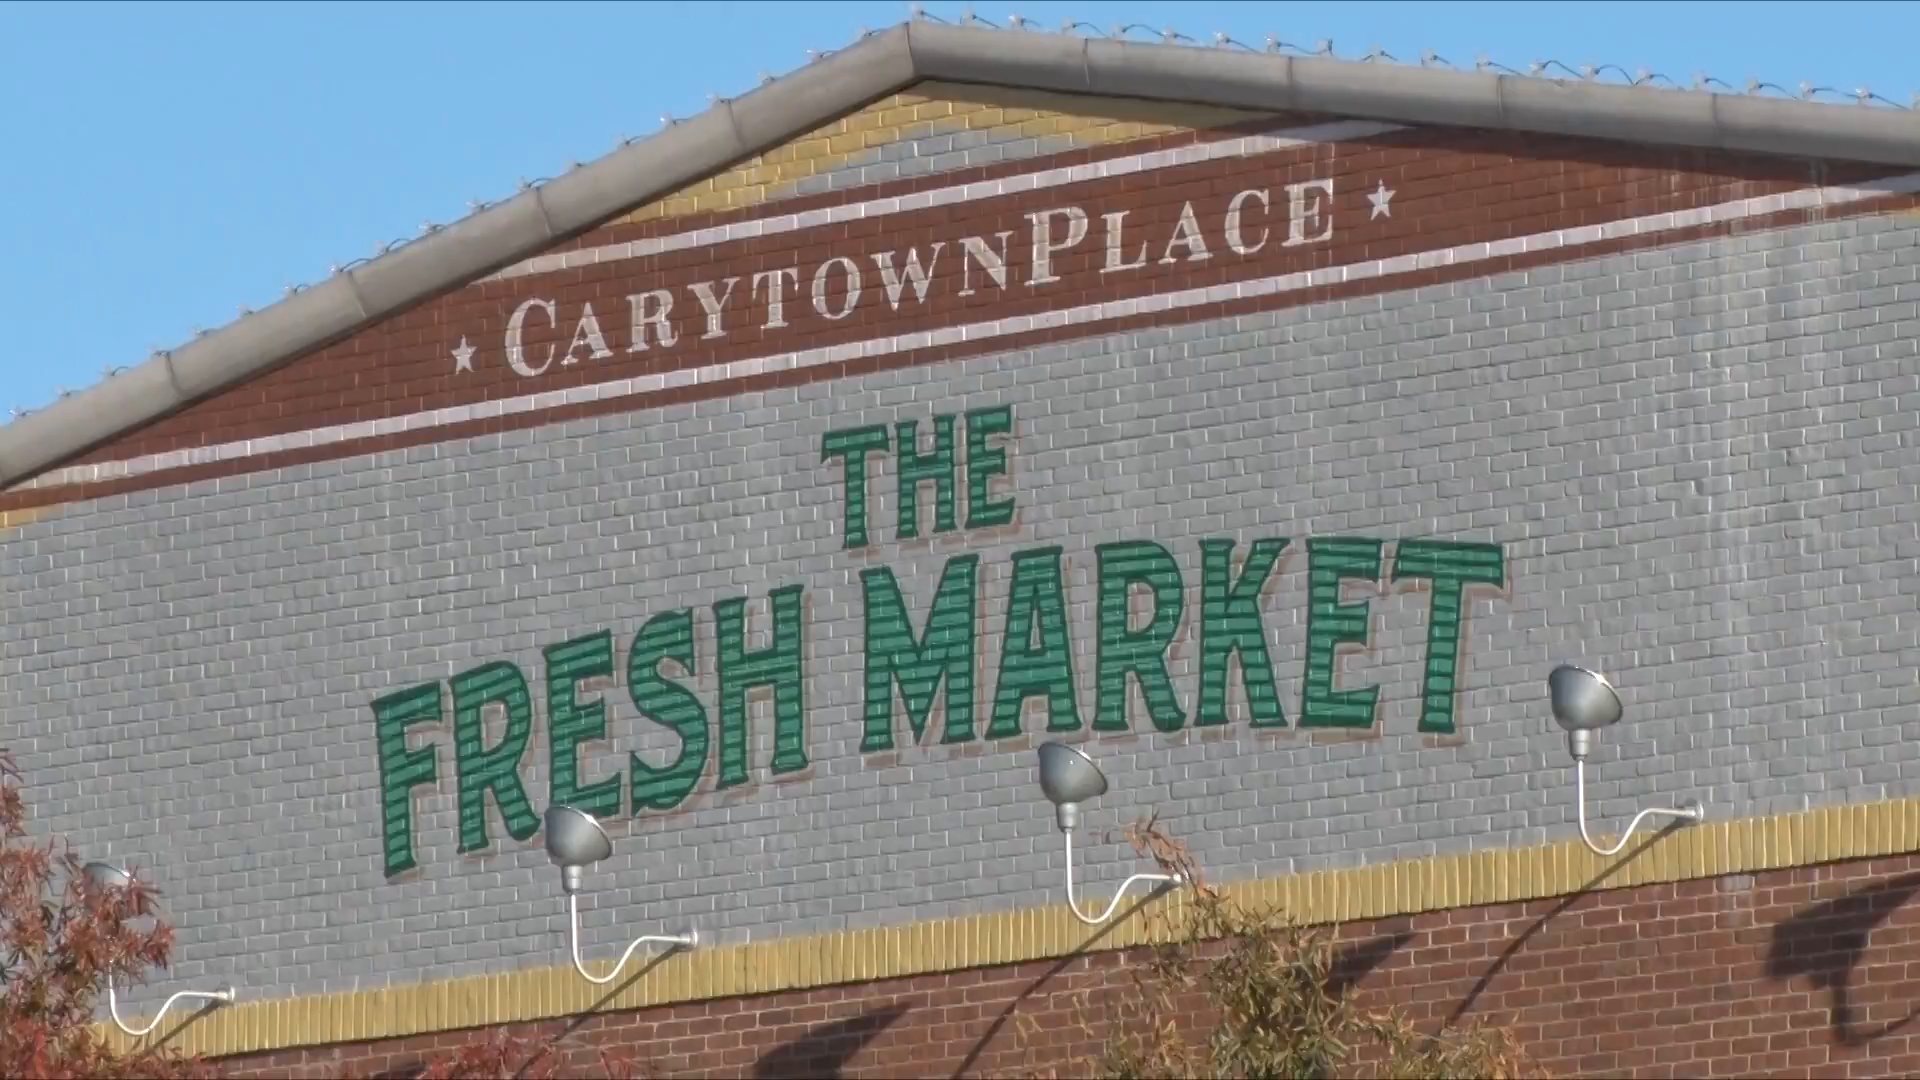 ★ CARYTOWNPLACE ★
THE
FRESH MARKET